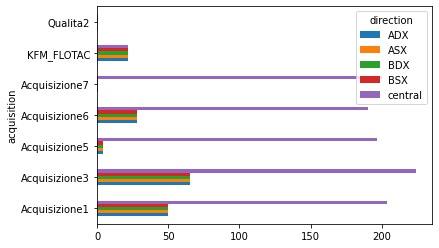 Qualita2
KFM_FLOTAC
Acquisizione7
Acquisizione6
Acquisizione5
Acquisizione3
Acquisizione1
acquisition
0 50 100 150 200
direction
ADX
ASX
BDX
BSX
central